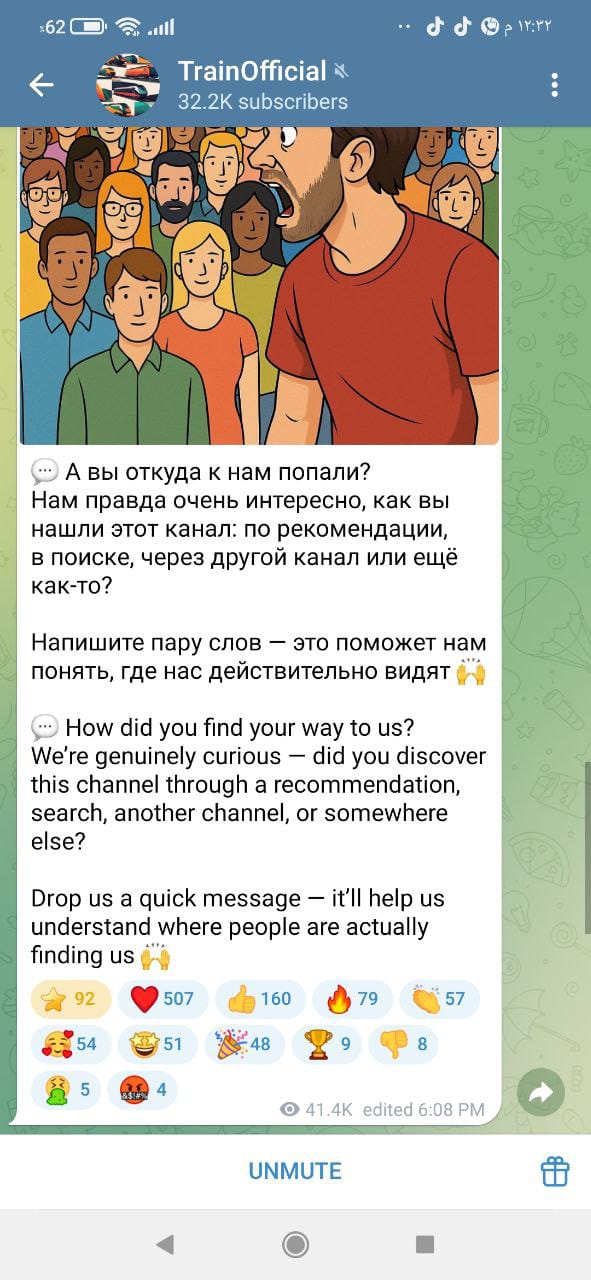 ٪62
م ١٢:٣٢
TrainOfficial
32.2K subscribers
💬 А вы откуда к нам попали?
Нам правда очень интересно, как вы
нашли этот канал: по рекомендации,
в поиске, через другой канал или ещё
как-то?
Напишите пару слов — это поможет нам
понять, где нас действительно видят 🙌
💬 How did you find your way to us?
We’re genuinely curious — did you discover
this channel through a recommendation,
search, another channel, or somewhere
else?
Drop us a quick message — it’ll help us
understand where people are actually
finding us 🙌
⭐ 92 ❤️ 507 👍 160 🔥 79 👏 57
🥰 54 🤩 51 🎉 48 🏆 9 👎 8
🤮 5 🤬 4
41.4K edited 6:08 PM
UNMUTE